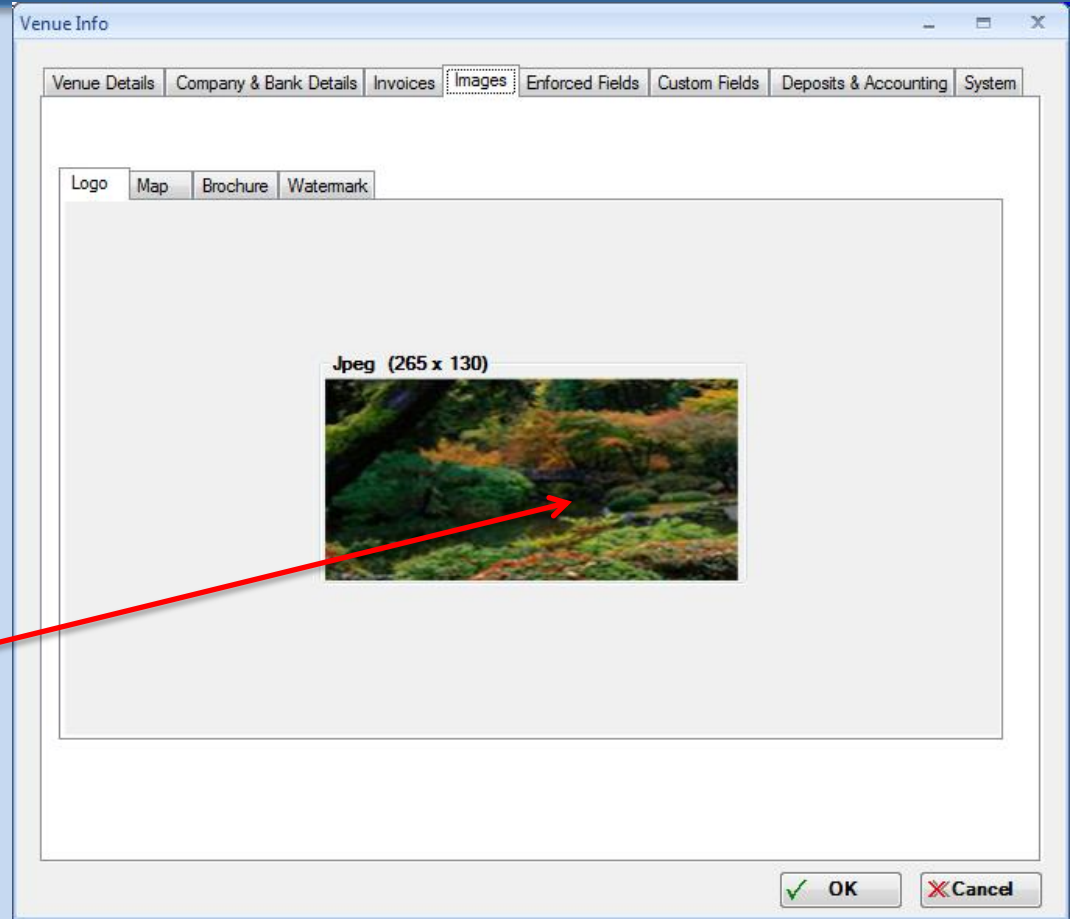 Venue Info
Venue Details Company & Bank Details Invoices Images Enforced Fields Custom Fields Deposits & Accounting System
Logo Map Brochure Watermark
Jpeg (265 x 130)
OK Cancel